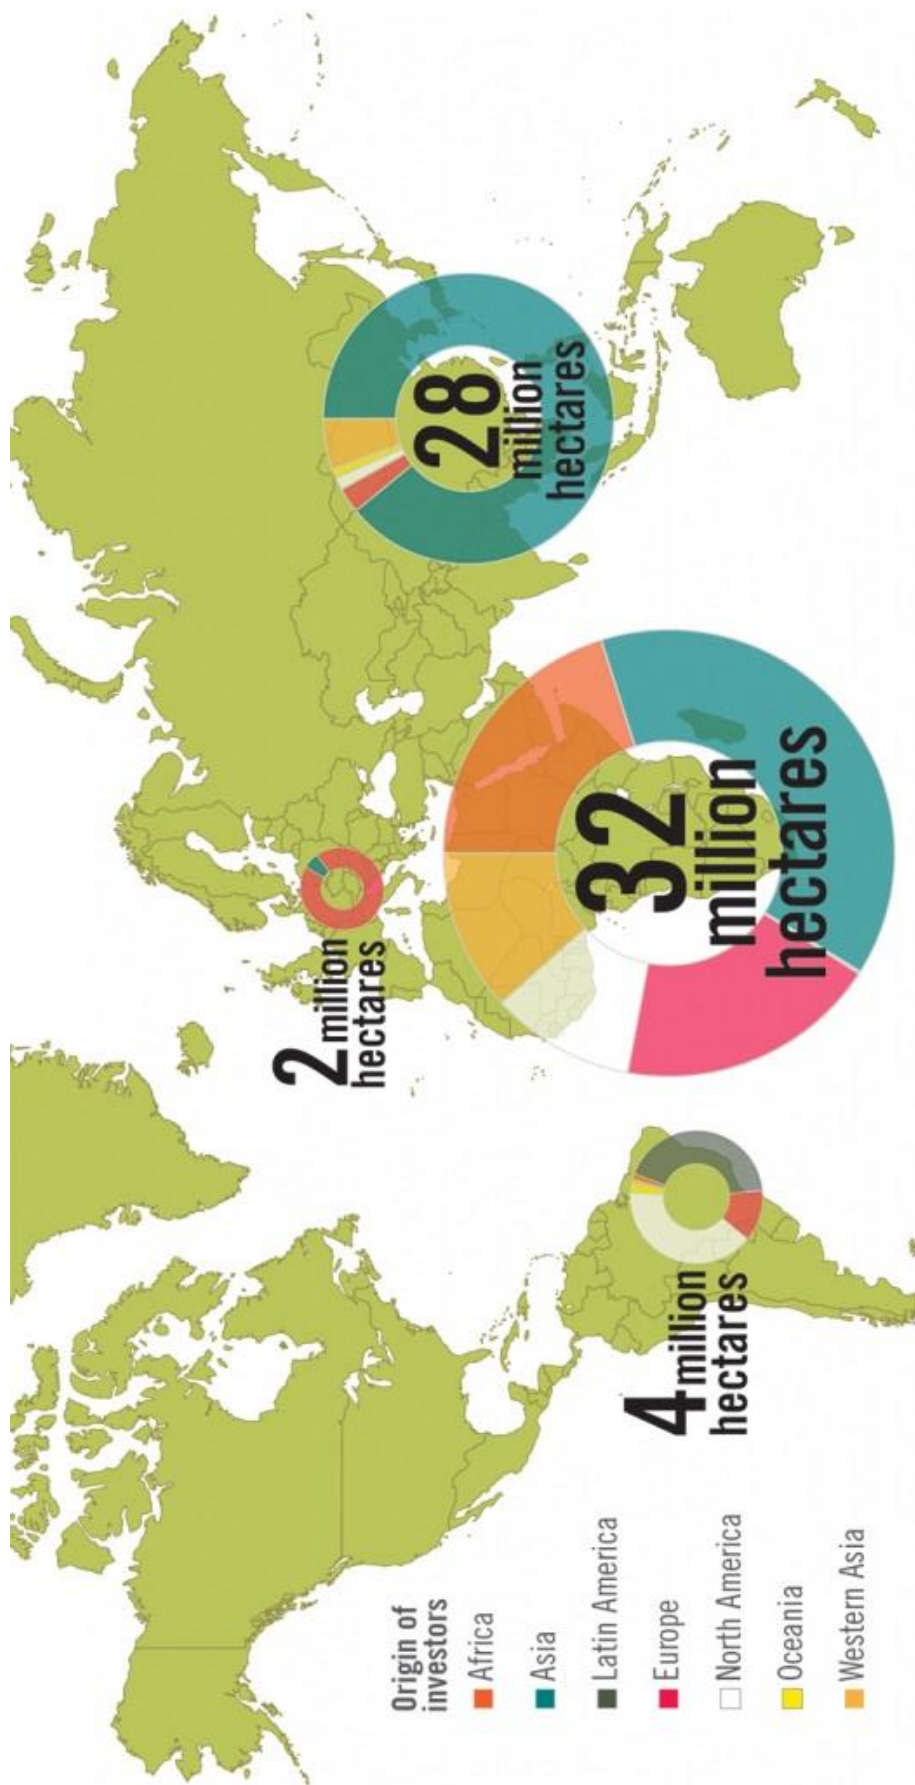 28
million
hectares
2 million
hectares
32
million
hectares
4 million
hectares
Origin of
investors
Africa
Asia
Latin America
Europe
North America
Oceania
Western Asia